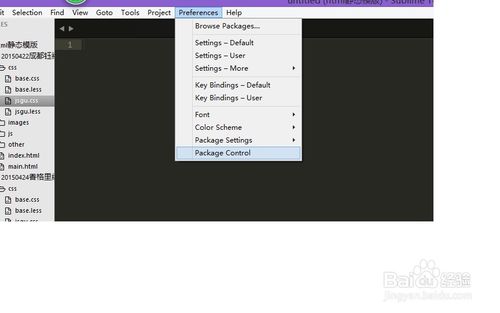 untitled (html静态模版) - Sublime T
it Selection Find View Goto Tools Project Preferences Help
ES
ml静态模版
20150422成都钰
css
base.css
base.less
jsgu.css
jsgu.less
images
js
other
index.html
main.html
20150424香格里
css
base.css
base.less
jsgu.css
1
Browse Packages...
Settings – Default
Settings – User
Settings – More
Key Bindings – Default
Key Bindings – User
Font
Color Scheme
Package Settings
Package Control
Baidu经验
jingyan.baidu.com